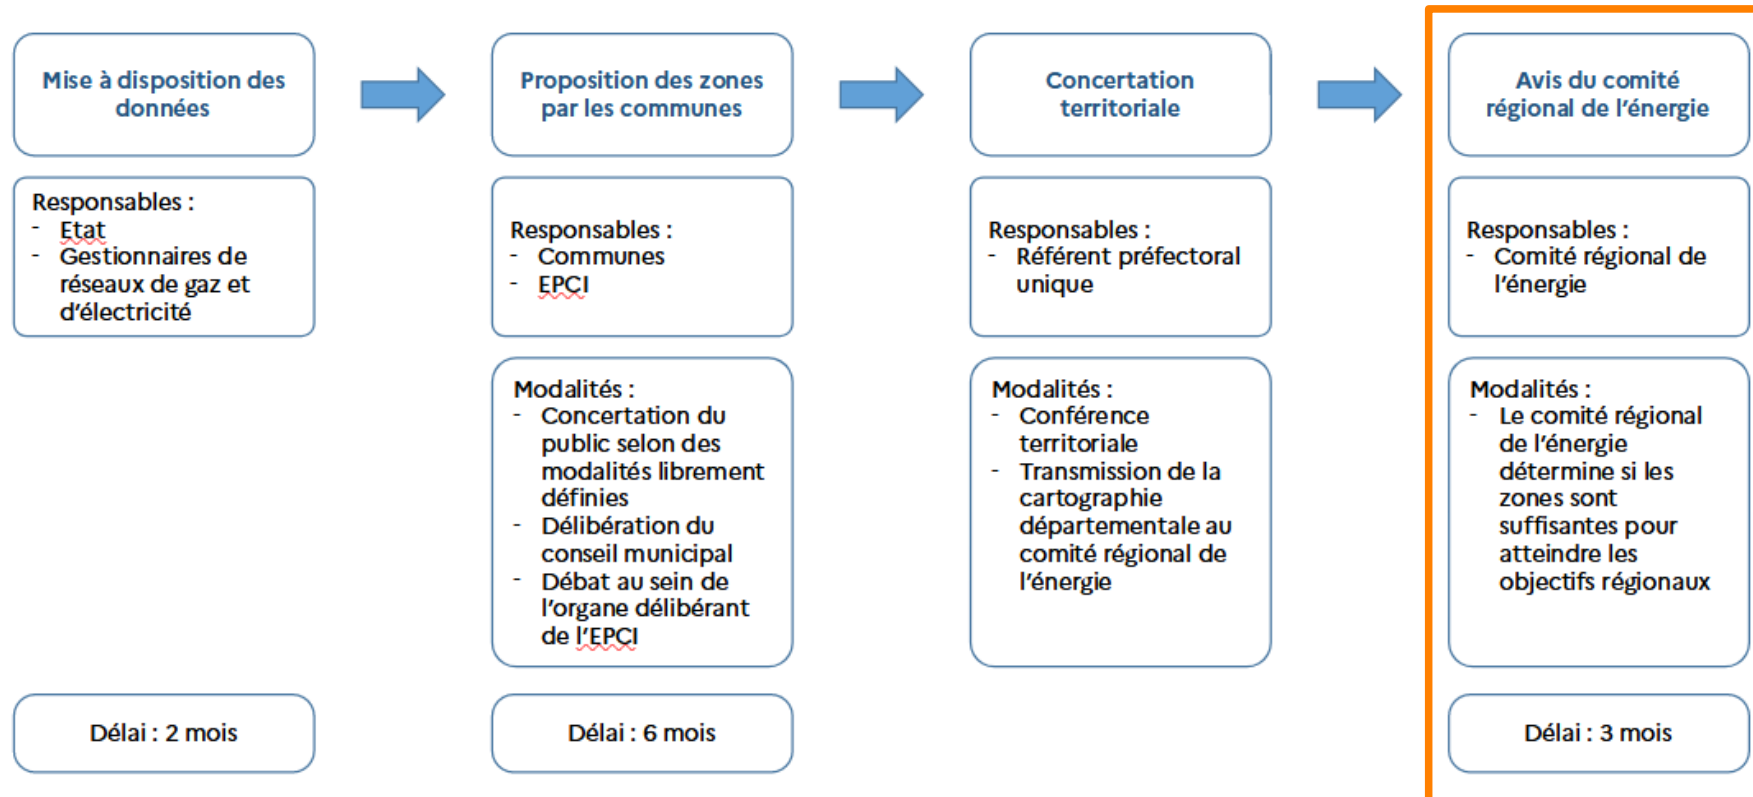 Mise à disposition des
données
Proposition des zones
par les communes
Concertation
territoriale
Avis du comité
régional de l'énergie
Responsables :
- Etat
- Gestionnaires de
réseaux de gaz et
d'électricité
Responsables :
- Communes
- EPCI
Responsables :
- Référent préfectoral
unique
Responsables :
- Comité régional de
l'énergie
Modalités :
- Concertation du
public selon des
modalités librement
définies
- Délibération du
conseil municipal
- Débat au sein de
l'organe délibérant
de l'EPCI
Modalités :
- Conférence
territoriale
- Transmission de la
cartographie
départementale au
comité régional de
l'énergie
Modalités :
- Le comité régional
de l'énergie
détermine si les
zones sont
suffisantes pour
atteindre les
objectifs régionaux
Délai : 2 mois
Délai : 6 mois
Délai : 3 mois